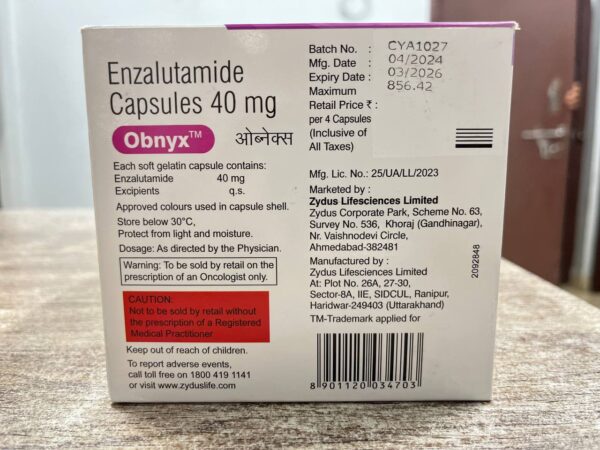 Enzalutamide
Capsules 40 mg
Obnyx™ ओब्नेक्स
Each soft gelatin capsule contains:
Enzalutamide 40 mg
Excipients q.s.
Approved colours used in capsule shell.
Store below 30°C,
Protect from light and moisture.
Dosage: As directed by the Physician.
Warning: To be sold by retail on the
prescription of an Oncologist only.
CAUTION:
Not to be sold by retail without
the prescription of a Registered
Medical Practitioner
Keep out of reach of children.
To report adverse events,
call toll free on 1800 419 1141
or visit www.zyduslife.com
Batch No. : CYA1027
Mfg. Date : 04/2024
Expiry Date : 03/2026
Maximum 856.42
Retail Price ₹ :
per 4 Capsules
(Inclusive of
All Taxes)
Mfg. Lic. No.: 25/UA/LL/2023
Marketed by :
Zydus Lifesciences Limited
Zydus Corporate Park, Scheme No. 63,
Survey No. 536, Khoraj (Gandhinagar),
Nr. Vaishnodevi Circle,
Ahmedabad-382481
Manufactured by :
Zydus Lifesciences Limited
At: Plot No. 26A, 27-30,
Sector-8A, IIE, SIDCUL, Ranipur,
Haridwar-249403 (Uttarakhand)
TM-Trademark applied for
8 901120 034703
2092848